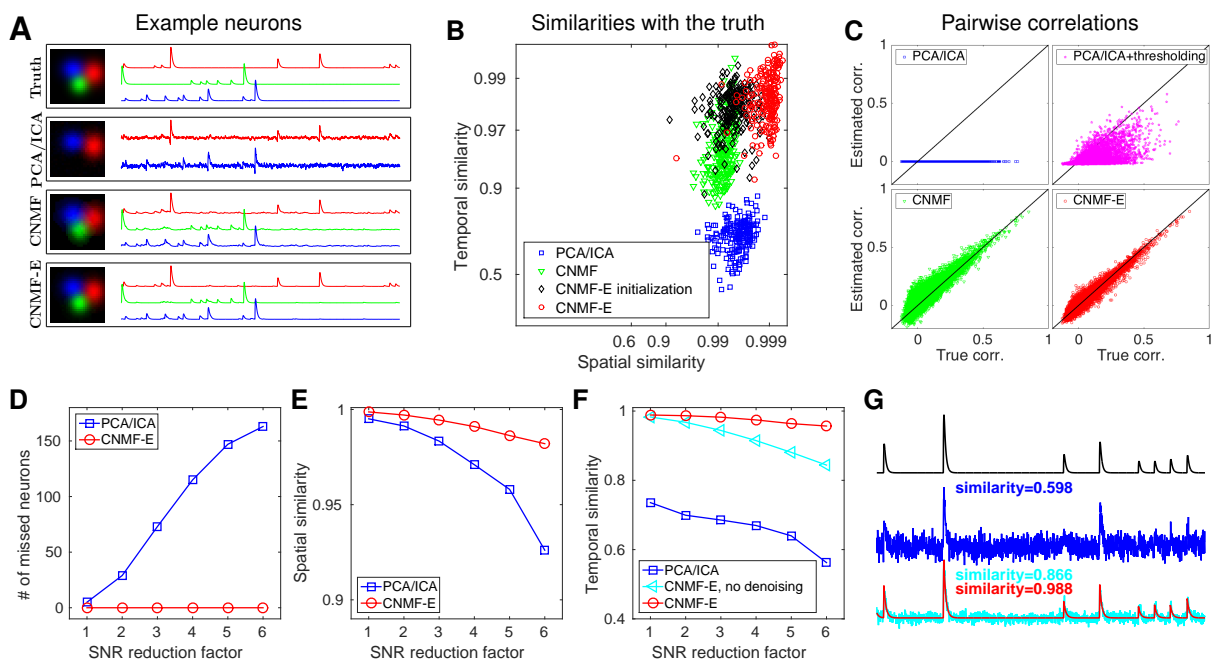 A
Example neurons
Truth
PCA/ICA
CNMF
CNMF-E
B
Similarities with the truth
Temporal similarity
0.99
0.97
0.9
0.5
PCA/ICA
CNMF
CNMF-E initialization
CNMF-E
0.6 0.9 0.99 0.999
Spatial similarity
C
Pairwise correlations
Estimated corr.
1
0.5
0
PCA/ICA
PCA/ICA+thresholding
Estimated corr.
1
0.5
0
CNMF
CNMF-E
0 0.5 1 0 0.5 1
True corr. True corr.
D
# of missed neurons
150
100
50
0
PCA/ICA
CNMF-E
1 2 3 4 5 6
SNR reduction factor
E
Spatial similarity
1
0.95
0.9
PCA/ICA
CNMF-E
1 2 3 4 5 6
SNR reduction factor
F
Temporal similarity
1
0.8
0.6
0.4
PCA/ICA
CNMF-E, no denoising
CNMF-E
1 2 3 4 5 6
SNR reduction factor
G
similarity=0.598
similarity=0.866
similarity=0.988